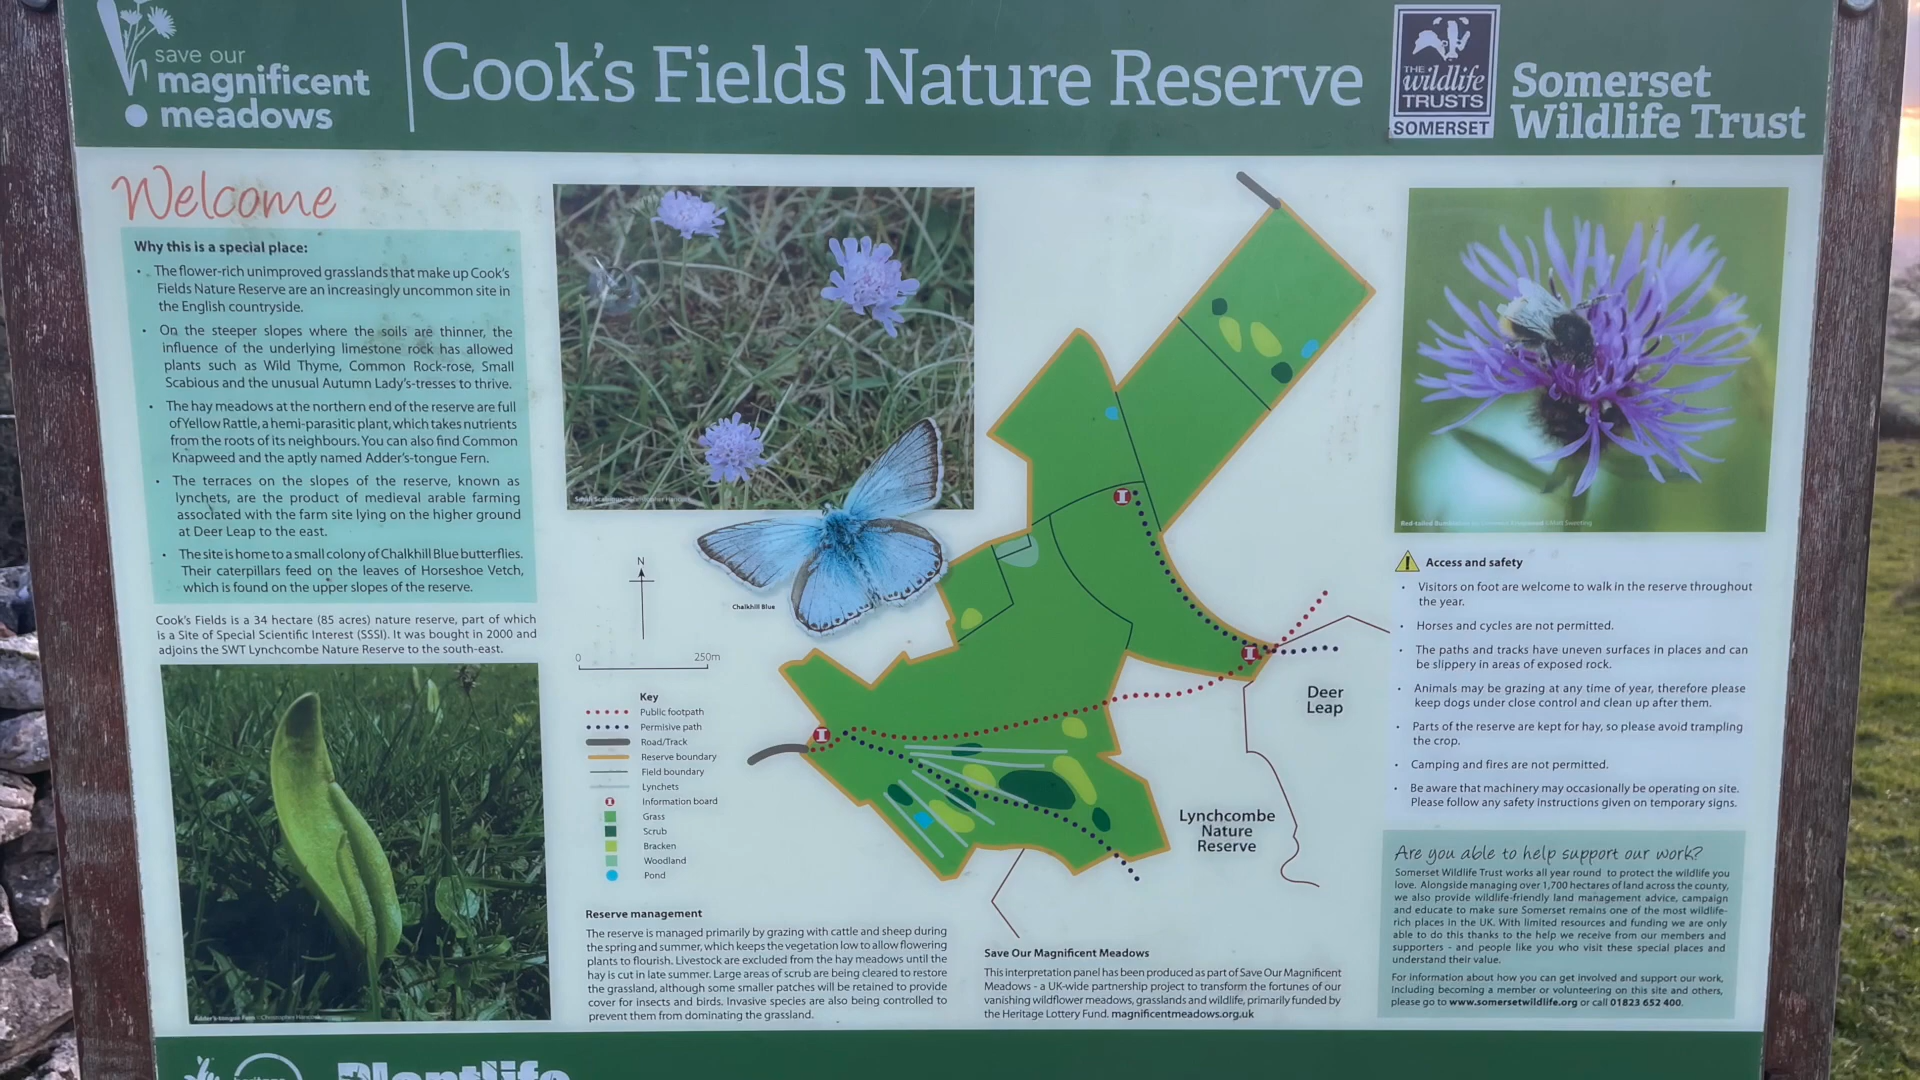 save our
magnificent
meadows
Cook's Fields Nature Reserve
THE
wildlife
TRUSTS
SOMERSET
Somerset
Wildlife Trust
Welcome
Why this is a special place:
• The flower-rich unimproved grasslands that make up Cook's
Fields Nature Reserve are an increasingly uncommon site in
the English countryside.
• On the steeper slopes where the soils are thinner, the
influence of the underlying limestone rock has allowed
plants such as Wild Thyme, Common Rock-rose, Small
Scabious and the unusual Autumn Lady's-tresses to thrive.
• The hay meadows at the northern end of the reserve are full
of Yellow Rattle, a hemi-parasitic plant, which takes nutrients
from the roots of its neighbours. You can also find Common
Knapweed and the aptly named Adder's-tongue Fern.
• The terraces on the slopes of the reserve, known as
lynchets, are the product of medieval arable farming
associated with the farm site lying on the higher ground
at Deer Leap to the east.
• The site is home to a small colony of Chalkhill Blue butterflies.
Their caterpillars feed on the leaves of Horseshoe Vetch,
which is found on the upper slopes of the reserve.
Cook's Fields is a 34 hectare (85 acres) nature reserve, part of which
is a Site of Special Scientific Interest (SSSI). It was bought in 2000 and
adjoins the SWT Lynchcombe Nature Reserve to the south-east.
Adder's-tongue Fern
Small Scabious
Chalkhill Blue
N
0 250m
Key
Public footpath
Permisive path
Road/Track
Reserve boundary
Field boundary
Lynchets
Information board
Grass
Scrub
Bracken
Woodland
Pond
Reserve management
The reserve is managed primarily by grazing with cattle and sheep during
the spring and summer, which keeps the vegetation low to allow flowering
plants to flourish. Livestock are excluded from the hay meadows until the
hay is cut in late summer. Large areas of scrub are being cleared to restore
the grassland, although some smaller patches will be retained to provide
cover for insects and birds. Invasive species are also being controlled to
prevent them from dominating the grassland.
I
I
I
Deer
Leap
Lynchcombe
Nature
Reserve
Save Our Magnificent Meadows
This interpretation panel has been produced as part of Save Our Magnificent
Meadows - a UK-wide partnership project to transform the fortunes of our
vanishing wildflower meadows, grasslands and wildlife, primarily funded by
the Heritage Lottery Fund. magnificentmeadows.org.uk
Red-tailed Bumblebee
Access and safety
• Visitors on foot are welcome to walk in the reserve throughout
the year.
• Horses and cycles are not permitted.
• The paths and tracks have uneven surfaces in places and can
be slippery in areas of exposed rock.
• Animals may be grazing at any time of year, therefore please
keep dogs under close control and clean up after them.
• Parts of the reserve are kept for hay, so please avoid trampling
the crop.
• Camping and fires are not permitted.
• Be aware that machinery may occasionally be operating on site.
Please follow any safety instructions given on temporary signs.
Are you able to help support our work?
Somerset Wildlife Trust works all year round to protect the wildlife you
love. Alongside managing over 1,700 hectares of land across the county,
we also provide wildlife-friendly land management advice, campaign
and educate to make sure Somerset remains one of the most wildlife-
rich places in the UK. With limited resources and funding we are only
able to do this thanks to the help we receive from our members and
supporters - and people like you who visit these special places and
understand their value.
For information about how you can get involved and support our work,
including becoming a member or volunteering on this site and others,
please go to www.somersetwildlife.org or call 01823 652 400.
Plantlife